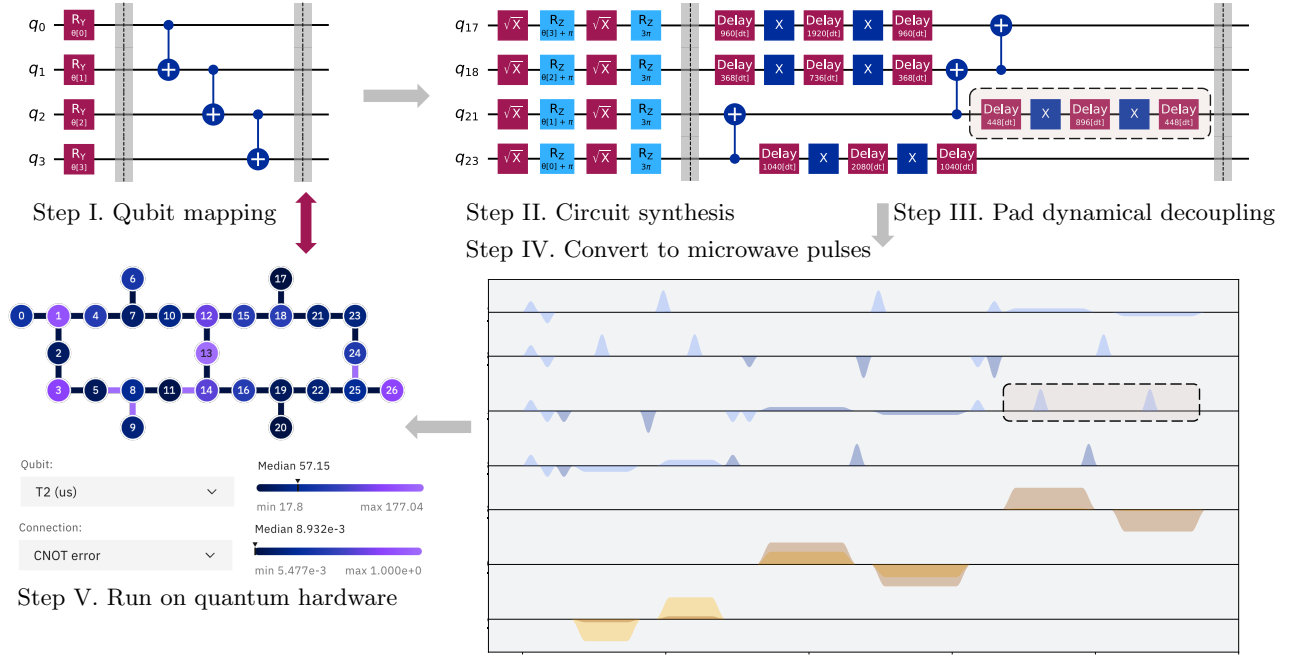 q0 RY θ[0]
q1 RY θ[1]
q2 RY θ[2]
q3 RY θ[3]
Step I. Qubit mapping
q17 √X RZ θ[3] + π √X RZ 3π Delay 960[dt] X Delay 1920[dt] X Delay 960[dt]
q18 √X RZ θ[2] + π √X RZ 3π Delay 368[dt] X Delay 736[dt] X Delay 368[dt]
q21 √X RZ θ[1] + π √X RZ 3π Delay 448[dt] X Delay 896[dt] X Delay 448[dt]
q23 √X RZ θ[0] + π √X RZ 3π Delay 1040[dt] X Delay 2080[dt] X Delay 1040[dt]
Step II. Circuit synthesis
Step III. Pad dynamical decoupling
Step IV. Convert to microwave pulses
6 17
0 1 4 7 10 12 15 18 21 23
2 13 24
3 5 8 11 14 16 19 22 25 26
9 20
Qubit:
T2 (us)
Median 57.15
min 17.8 max 177.04
Connection:
CNOT error
Median 8.932e-3
min 5.477e-3 max 1.000e+0
Step V. Run on quantum hardware